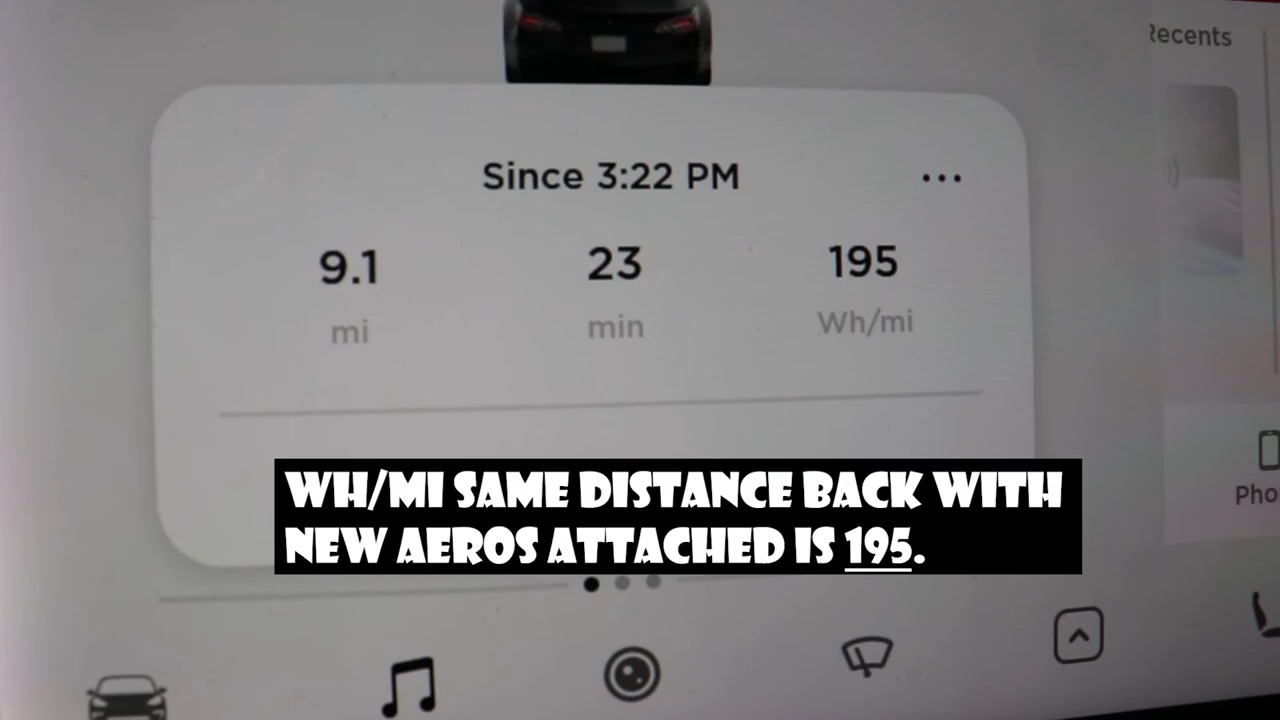 Recents
Since 3:22 PM
9.1 23 195
mi min Wh/mi
WH/MI SAME DISTANCE BACK WITH
NEW AEROS ATTACHED IS 195.
Pho